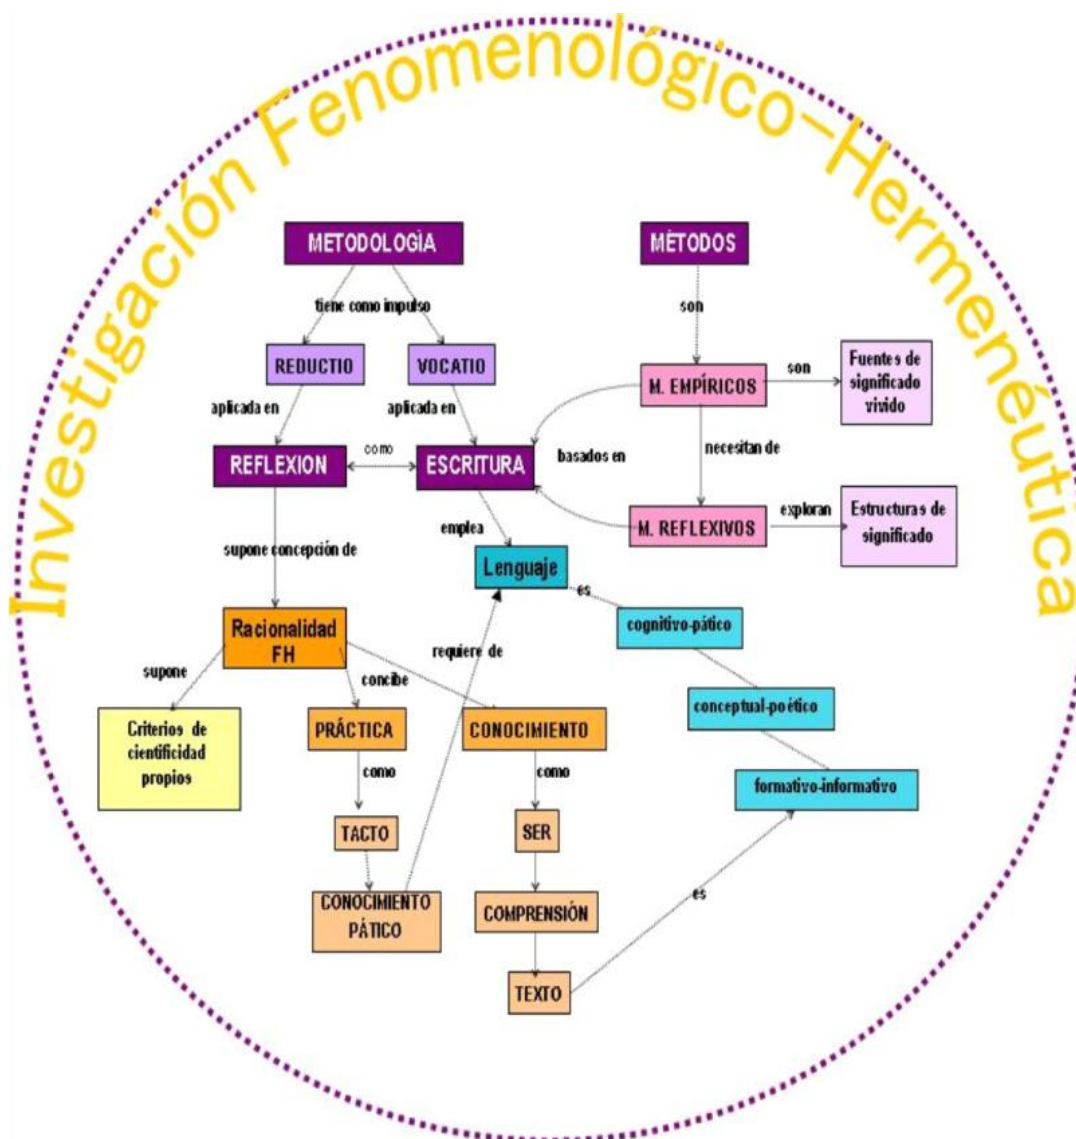 Investigación Fenomenológico-Hermenéutica
METODOLOGÌA
MÉTODOS
tiene como impulso
son
REDUCTIO
VOCATIO
M. EMPÍRICOS
son
Fuentes de
significado
vivido
aplicada en
aplicada en
REFLEXION
como
ESCRITURA
basados en
necesitan de
emplea
M. REFLEXIVOS
exploran
Estructuras de
significado
supone concepción de
Lenguaje
es
cognitivo-pático
Racionalidad
FH
requiere de
supone
concibe
conceptual-poético
Criterios de
cientificidad
propios
PRÁCTICA
CONOCIMIENTO
como
como
formativo-informativo
TACTO
SER
CONOCIMIENTO
PÁTICO
COMPRENSIÓN
es
TEXTO